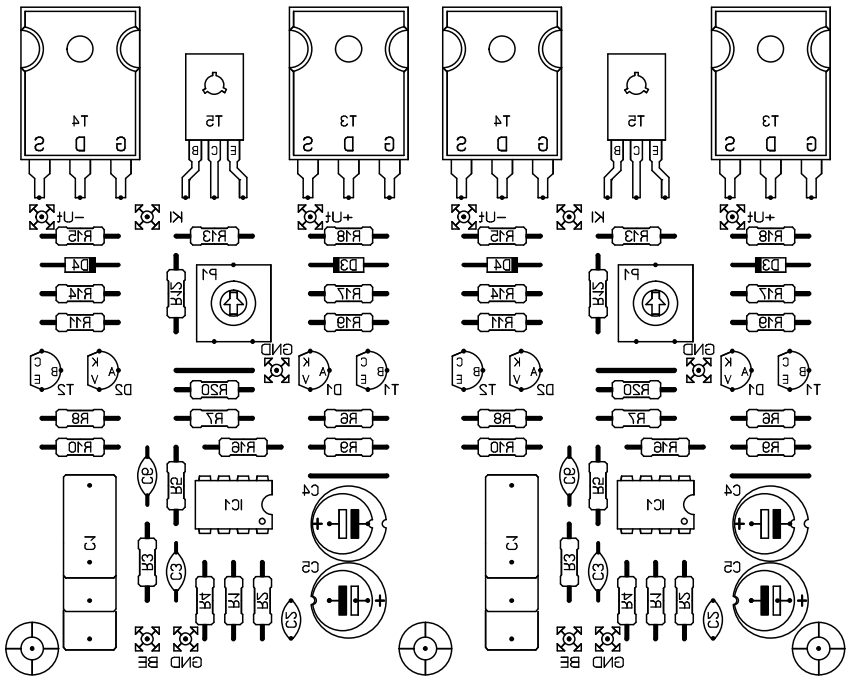 T4 T5 T3 T4 T5 T3
S D G S D G S D G S D G
B C E B C E
-Ut KI +Ut -Ut KI +Ut
R15 R13 R18 R15 R13 R18
D4 D3 D4 D3
P1 P1
R14 R12 R17 R14 R12 R17
R11 R19 R11 R19
GND GND
C B E K A V K A V C B E C B E K A V K A V C B E
T2 D2 R20 D1 T1 T2 D2 R20 D1 T1
R8 R7 R6 R8 R7 R6
R10 R16 R9 R10 R16 R9
C6 R5 C4 C6 R5 C4
IC1 IC1
+ +
C1 R3 C3 C5 C1 R3 C3 C5
R4 R1 R2 C2 + R4 R1 R2 C2 +
BE GND BE GND